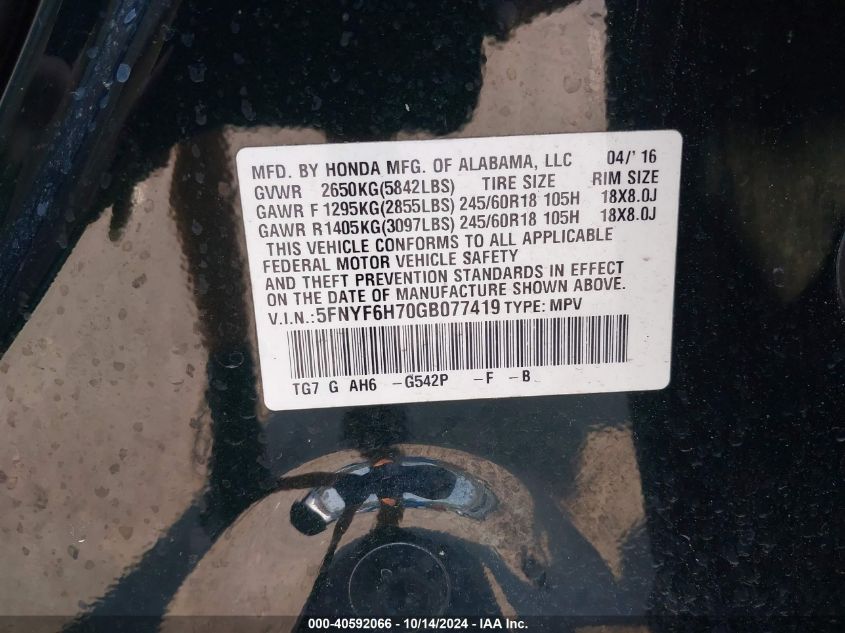 MFD. BY HONDA MFG. OF ALABAMA, LLC 04/'16
GVWR 2650KG(5842LBS) TIRE SIZE RIM SIZE
GAWR F1295KG(2855LBS) 245/60R18 105H 18X8.0J
GAWR R1405KG(3097LBS) 245/60R18 105H 18X8.0J
THIS VEHICLE CONFORMS TO ALL APPLICABLE
FEDERAL MOTOR VEHICLE SAFETY
AND THEFT PREVENTION STANDARDS IN EFFECT
ON THE DATE OF MANUFACTURE SHOWN ABOVE.
V.I.N.:5FNYF6H70GB077419 TYPE: MPV
TG7 G AH6 -G542P -F -B
000-40592066 - 10/14/2024 - IAA Inc.